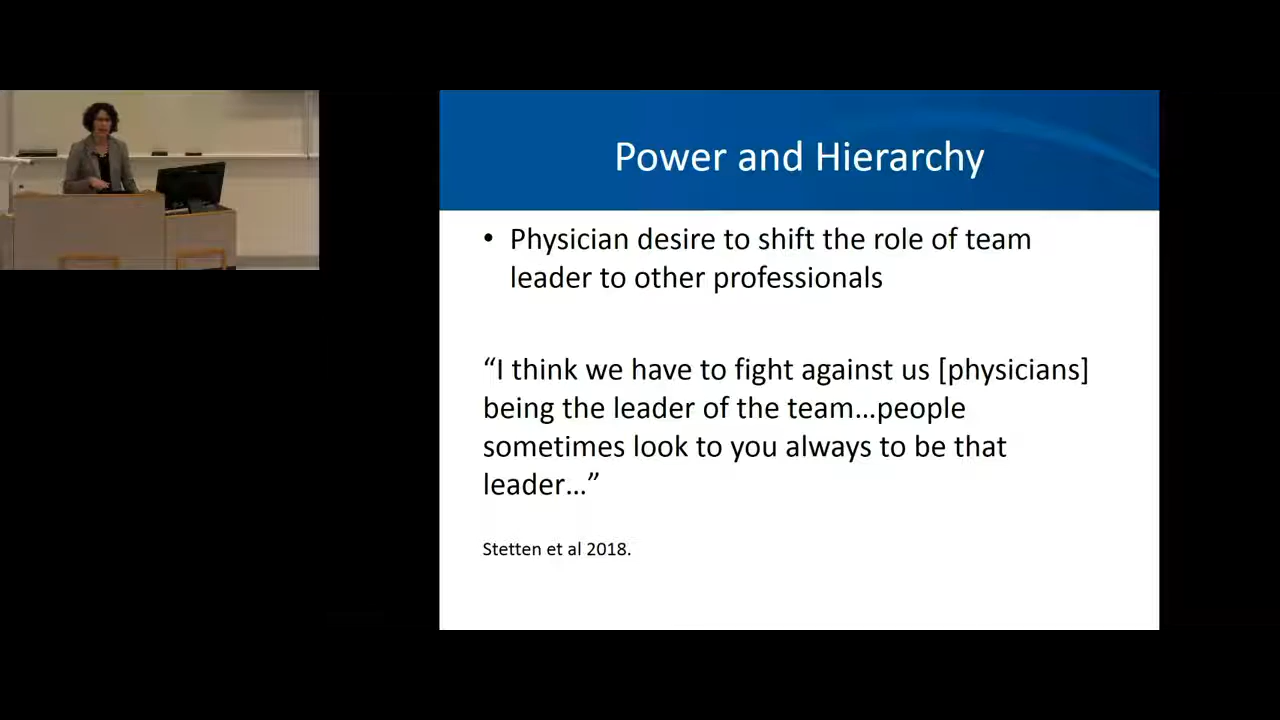 Power and Hierarchy
• Physician desire to shift the role of team
leader to other professionals
“I think we have to fight against us [physicians]
being the leader of the team…people
sometimes look to you always to be that
leader…”
Stetten et al 2018.